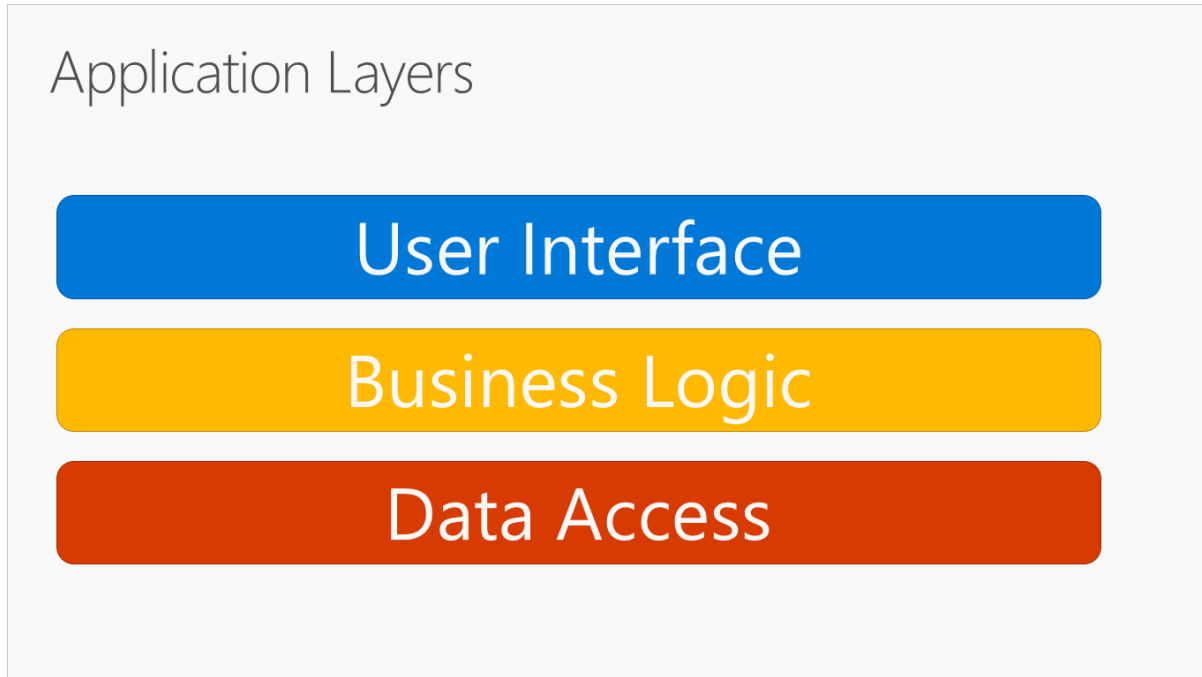 Application Layers
User Interface
Business Logic
Data Access